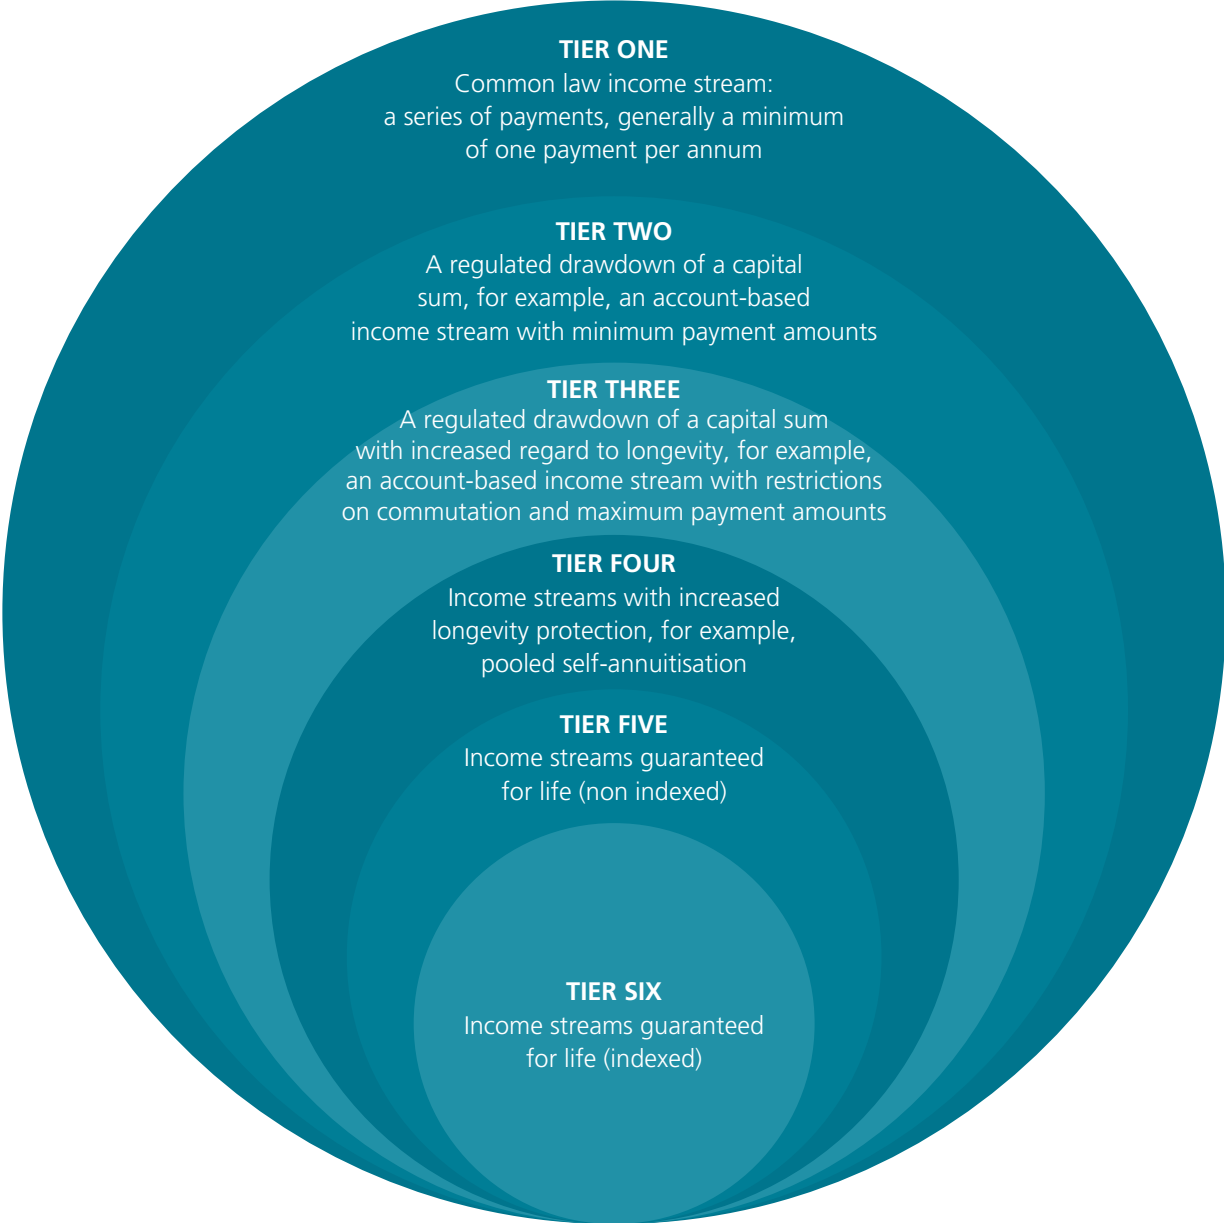 TIER ONE
Common law income stream:
a series of payments, generally a minimum
of one payment per annum
TIER TWO
A regulated drawdown of a capital
sum, for example, an account-based
income stream with minimum payment amounts
TIER THREE
A regulated drawdown of a capital sum
with increased regard to longevity, for example,
an account-based income stream with restrictions
on commutation and maximum payment amounts
TIER FOUR
Income streams with increased
longevity protection, for example,
pooled self-annuitisation
TIER FIVE
Income streams guaranteed
for life (non indexed)
TIER SIX
Income streams guaranteed
for life (indexed)